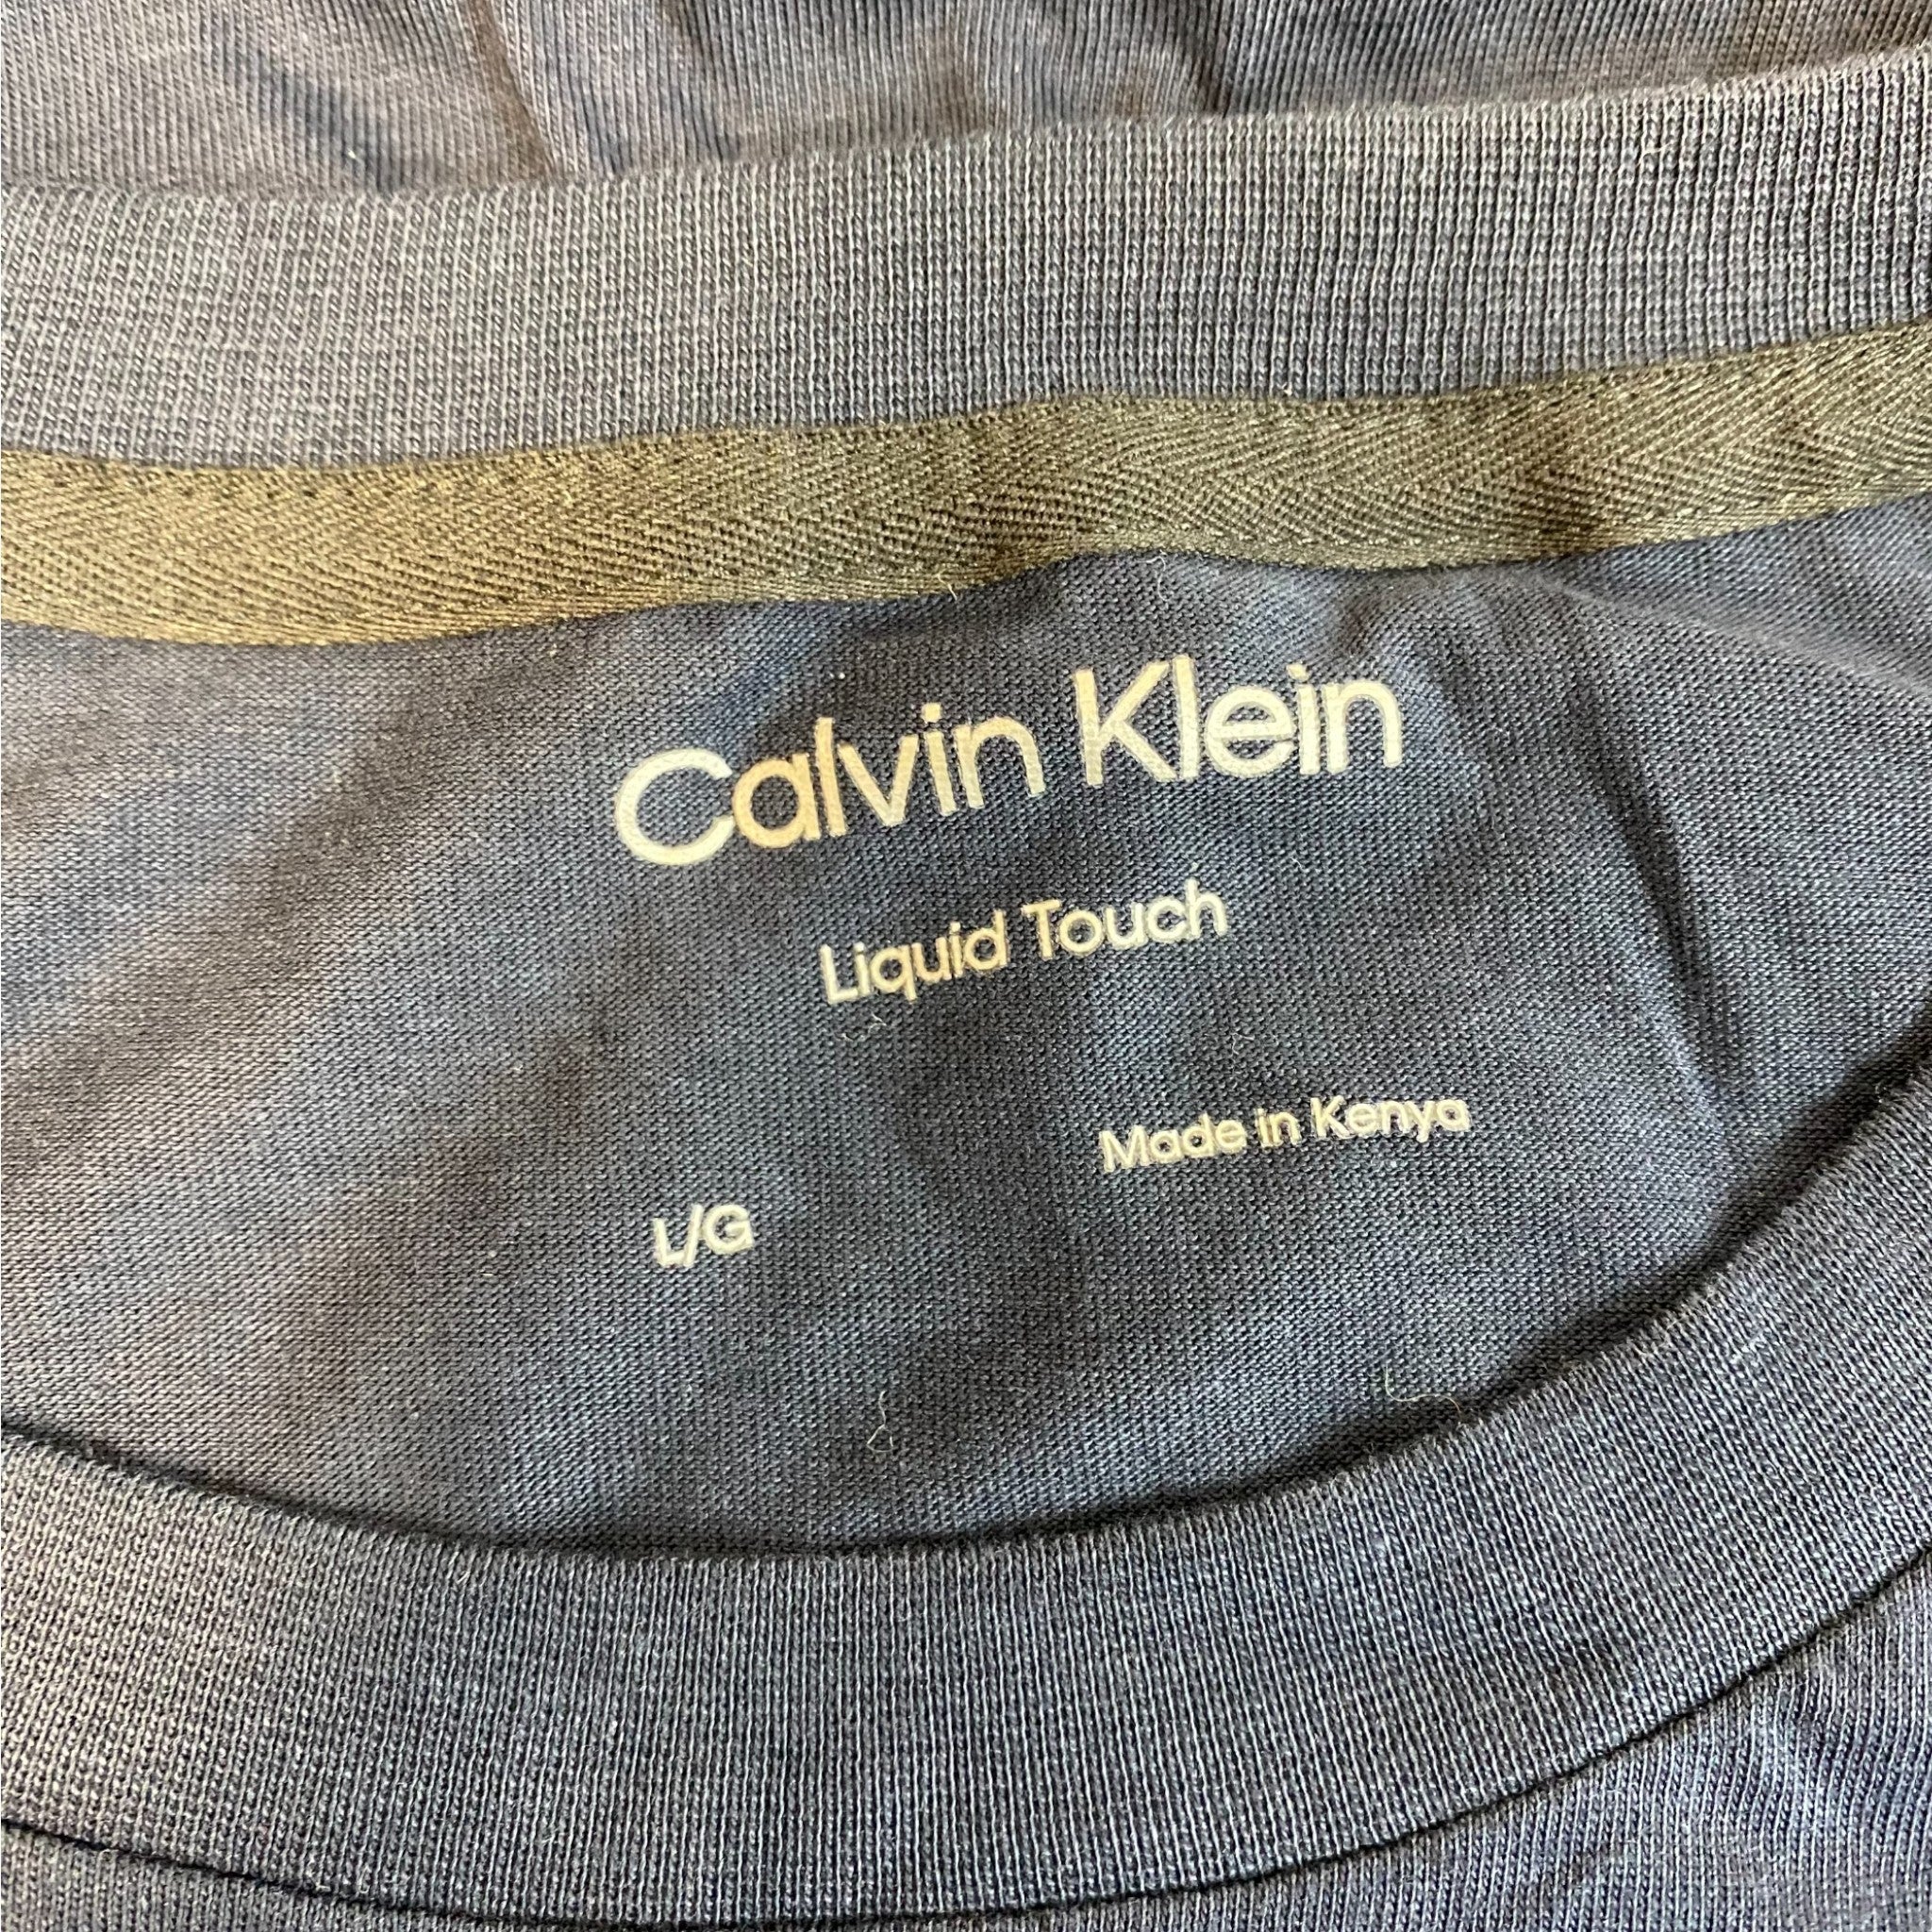 Calvin Klein
Liquid Touch
Made in Kenya
L/G